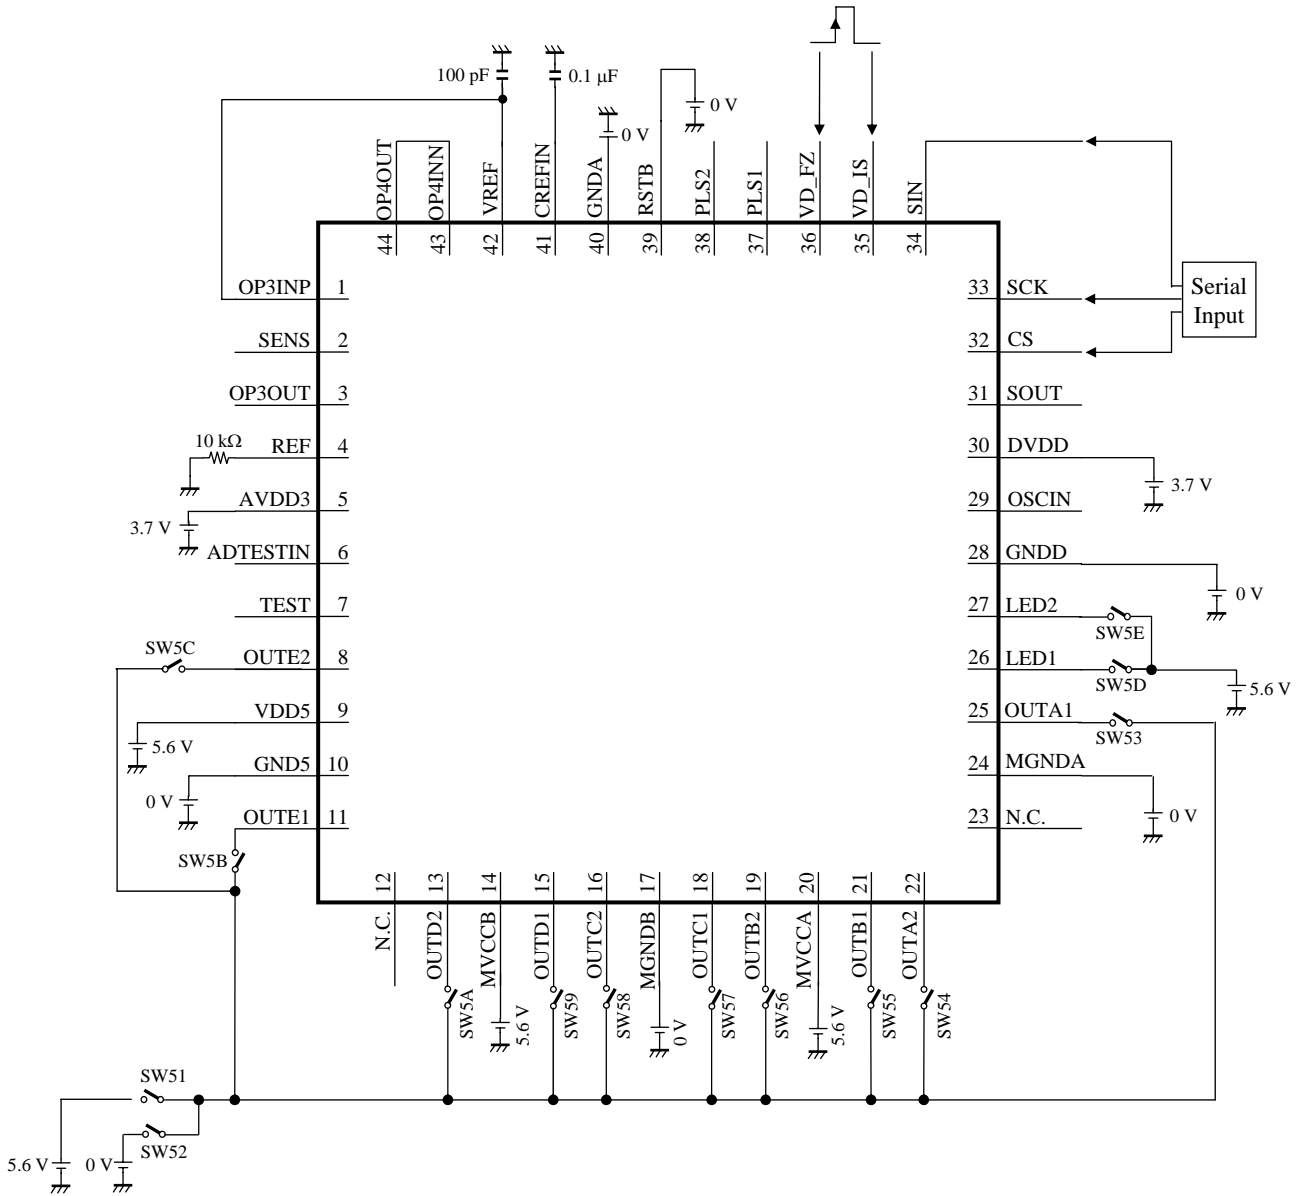 100 pF
0.1 μF
0 V
0 V
OP4OUT
OP4INN
VREF
CREFIN
GNDA
RSTB
PLS2
PLS1
VD_FZ
VD_IS
SIN
44
43
42
41
40
39
38
37
36
35
34
OP3INP 1
SENS 2
OP3OUT 3
10 kΩ
REF 4
AVDD3 5
3.7 V
ADTESTIN 6
TEST 7
SW5C
OUTE2 8
VDD5 9
5.6 V
GND5 10
0 V
OUTE1 11
SW5B
33 SCK
Serial
Input
32 CS
31 SOUT
30 DVDD
3.7 V
29 OSCIN
28 GNDD
0 V
27 LED2
SW5E
26 LED1
SW5D
5.6 V
25 OUTA1
SW53
24 MGNDA
0 V
23 N.C.
12
13
14
15
16
17
18
19
20
21
22
N.C.
OUTD2
MVCCB
OUTD1
OUTC2
MGNDB
OUTC1
OUTB2
MVCCA
OUTB1
OUTA2
SW5A
5.6 V
SW59
SW58
0 V
SW57
SW56
5.6 V
SW55
SW54
SW51
SW52
5.6 V
0 V